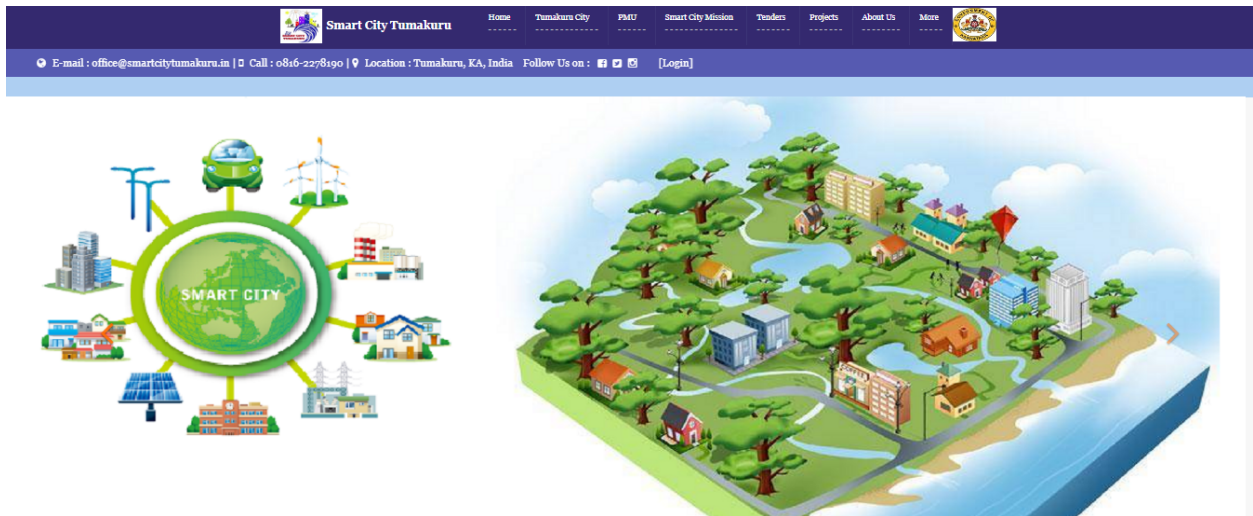 Smart City Tumakuru
Home Tumakuru City PMU Smart City Mission Tenders Projects About Us More
E-mail : office@smartcitytumakuru.in | Call : 0816-2278190 | Location : Tumakuru, KA, India Follow Us on : [Login]
SMART CITY